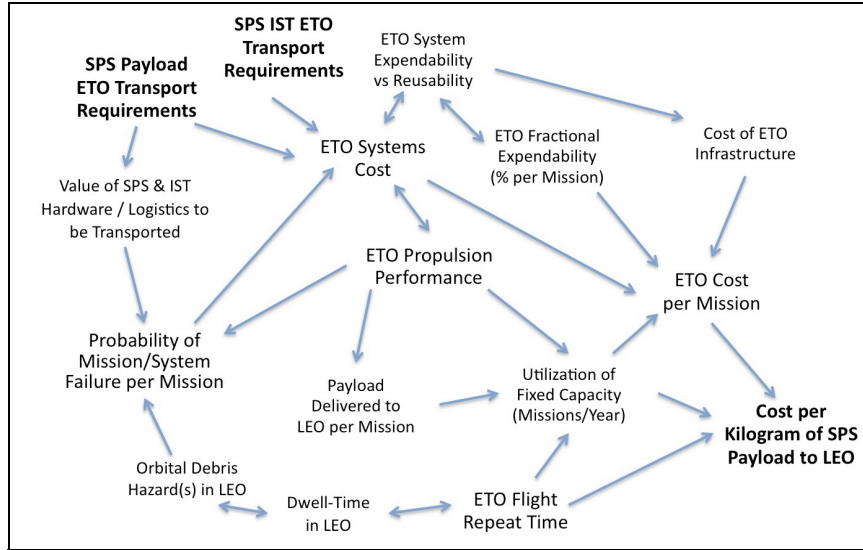 SPS IST ETO
Transport
Requirements
ETO System
Expendability
vs Reusability
SPS Payload
ETO Transport
Requirements
ETO Systems
Cost
ETO Fractional
Expendability
(% per Mission)
Cost of ETO
Infrastructure
Value of SPS & IST
Hardware / Logistics to
be Transported
ETO Propulsion
Performance
ETO Cost
per Mission
Probability of
Mission/System
Failure per Mission
Payload
Delivered to
LEO per Mission
Utilization of
Fixed Capacity
(Missions/Year)
Cost per
Kilogram of SPS
Payload to LEO
Orbital Debris
Hazard(s) in LEO
Dwell-Time
in LEO
ETO Flight
Repeat Time